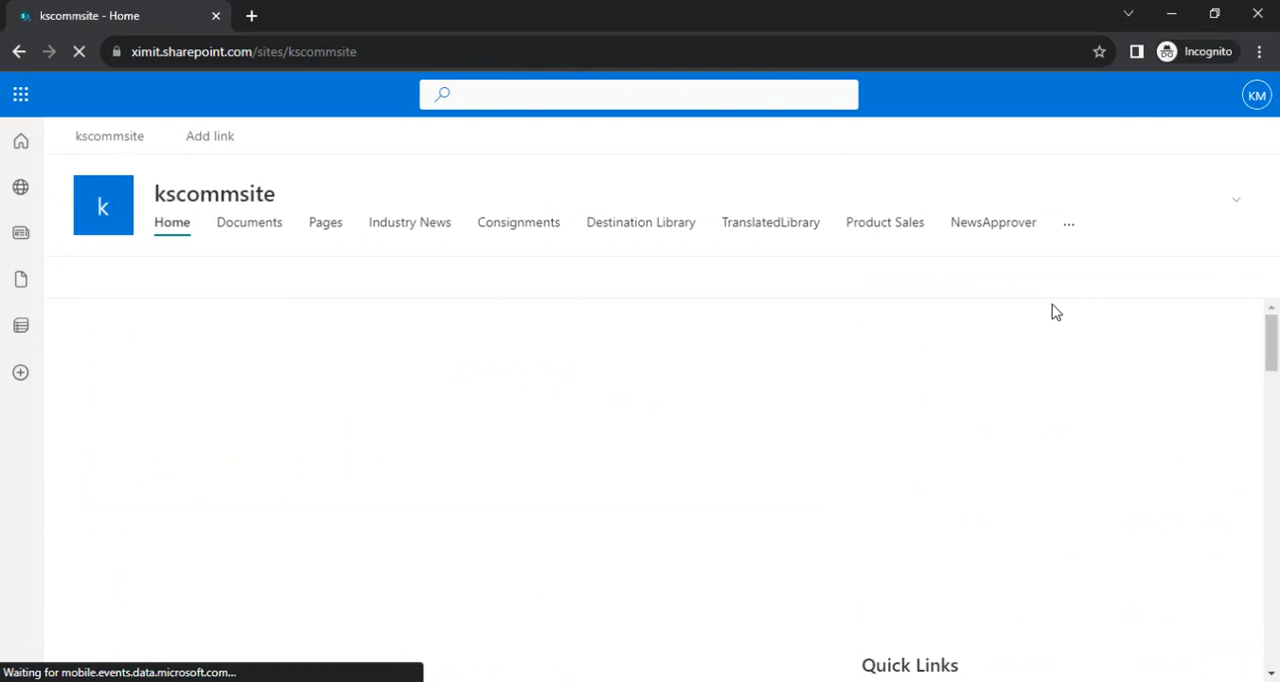 kscommsite - Home
ximit.sharepoint.com/sites/kscommsite
Incognito
KM
kscommsite Add link
k
kscommsite
Home Documents Pages Industry News Consignments Destination Library TranslatedLibrary Product Sales NewsApprover ...
Quick Links
Waiting for mobile.events.data.microsoft.com...